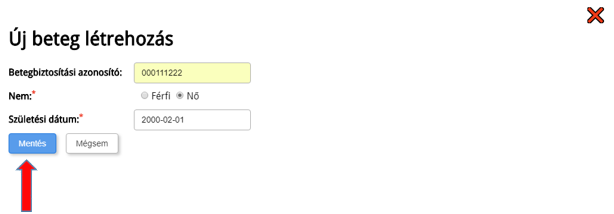 Új beteg létrehozás
Betegbiztosítási azonosító: 000111222
Nem:* Férfi Nő
Születési dátum:* 2000-02-01
Mentés Mégsem